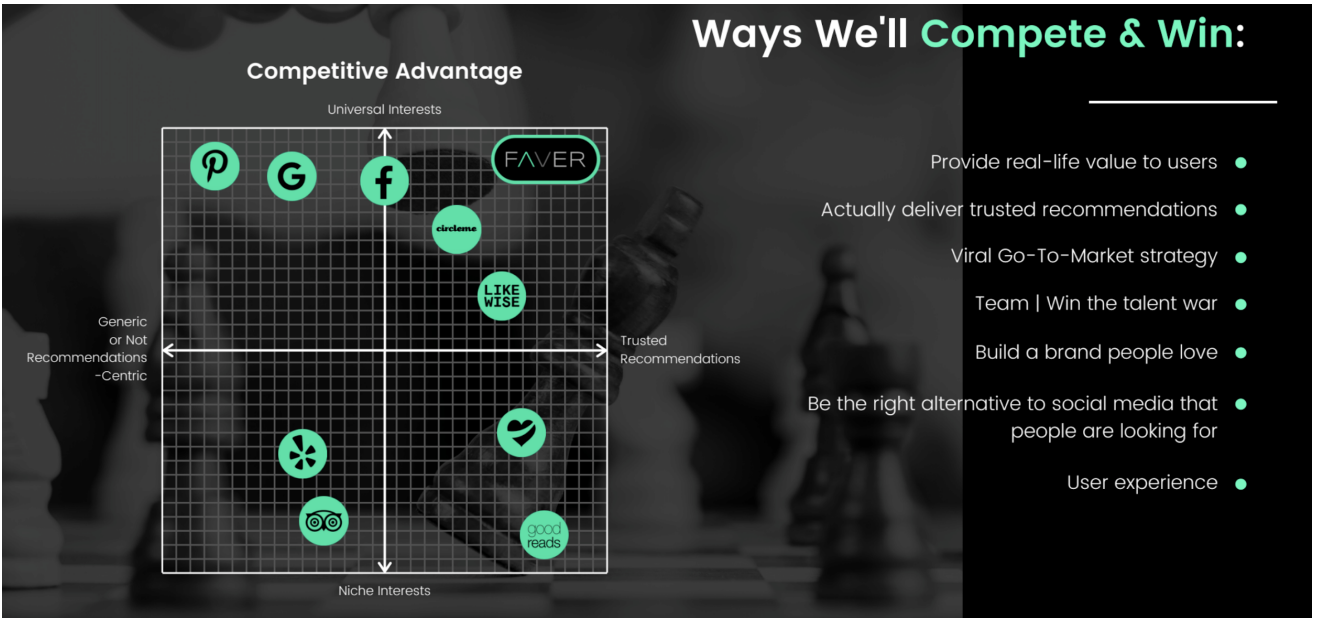 Ways We'll Compete & Win:
Competitive Advantage
Universal Interests
FAVER
G
f
circleme
LIKE
WISE
Generic
or Not
Recommendations
-Centric
Trusted
Recommendations
good
reads
Niche Interests
Provide real-life value to users
Actually deliver trusted recommendations
Viral Go-To-Market strategy
Team | Win the talent war
Build a brand people love
Be the right alternative to social media that
people are looking for
User experience